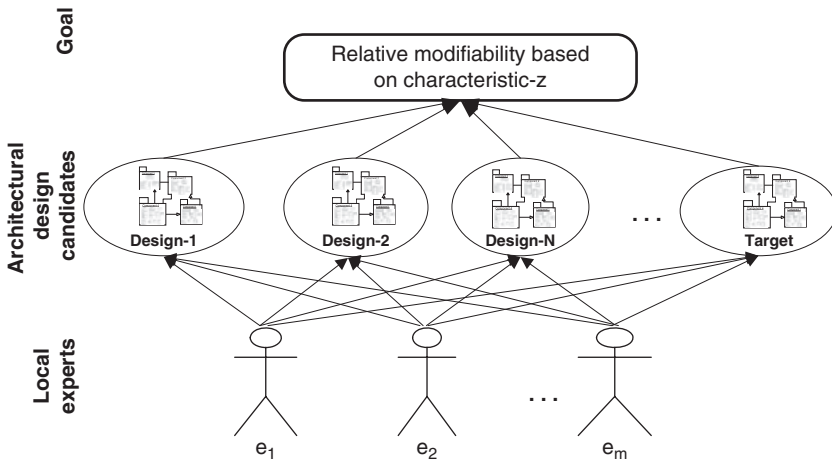 Goal
Relative modifiability based
on characteristic-z
Architectural
design
candidates
Design-1
Design-2
Design-N
...
Target
Local
experts
...
e1
e2
em